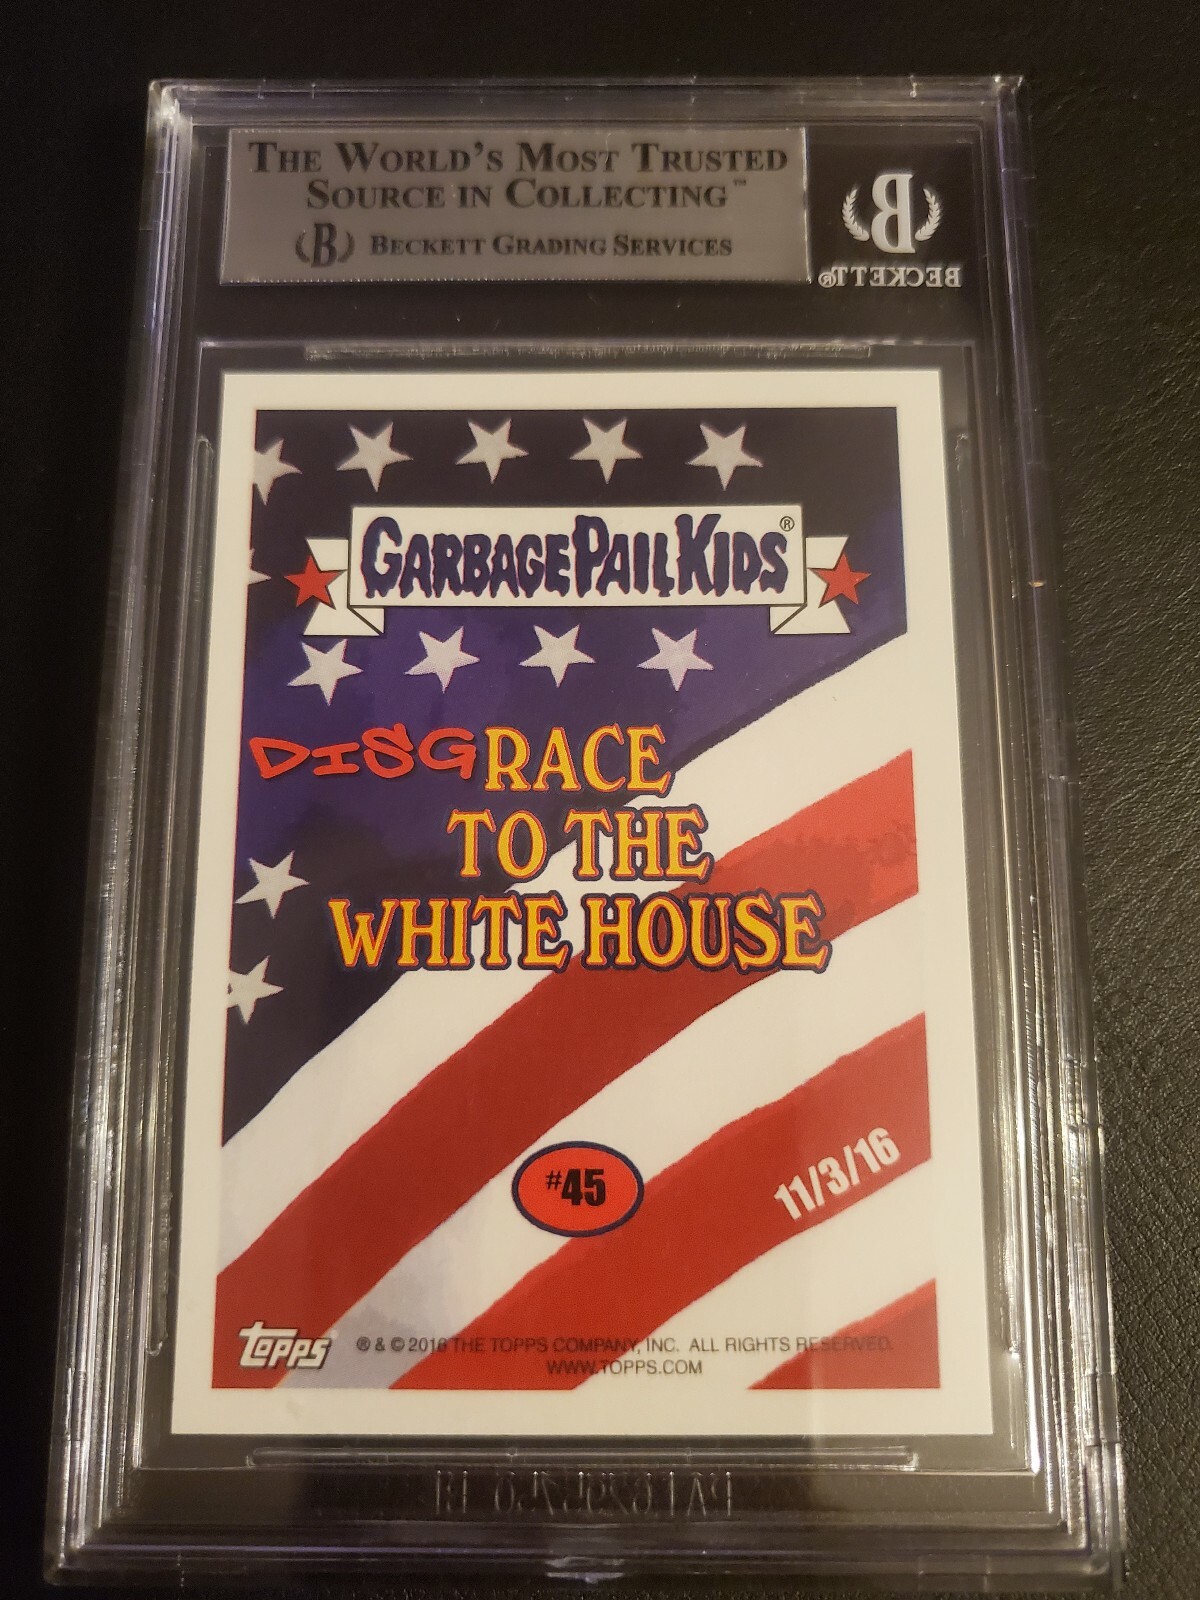 THE WORLD'S MOST TRUSTED
SOURCE IN COLLECTING™
B BECKETT GRADING SERVICES
B
BECKETT®
GARBAGE PAIL KIDS®
DISGRACE
TO THE
WHITE HOUSE
#45
11/3/16
TOPPS
® & © 2016 THE TOPPS COMPANY, INC. ALL RIGHTS RESERVED.
WWW.TOPPS.COM